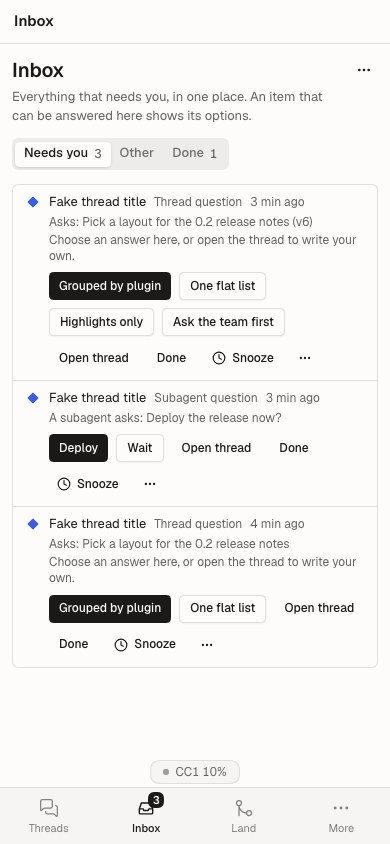 Inbox
Inbox
Everything that needs you, in one place. An item that
can be answered here shows its options.
Needs you 3 Other Done 1
Fake thread title Thread question 3 min ago
Asks: Pick a layout for the 0.2 release notes (v6)
Choose an answer here, or open the thread to write your
own.
Grouped by plugin One flat list
Highlights only Ask the team first
Open thread Done Snooze
Fake thread title Subagent question 3 min ago
A subagent asks: Deploy the release now?
Deploy Wait Open thread Done
Snooze
Fake thread title Thread question 4 min ago
Asks: Pick a layout for the 0.2 release notes
Choose an answer here, or open the thread to write your
own.
Grouped by plugin One flat list Open thread
Done Snooze
CC1 10%
3
Threads Inbox Land More